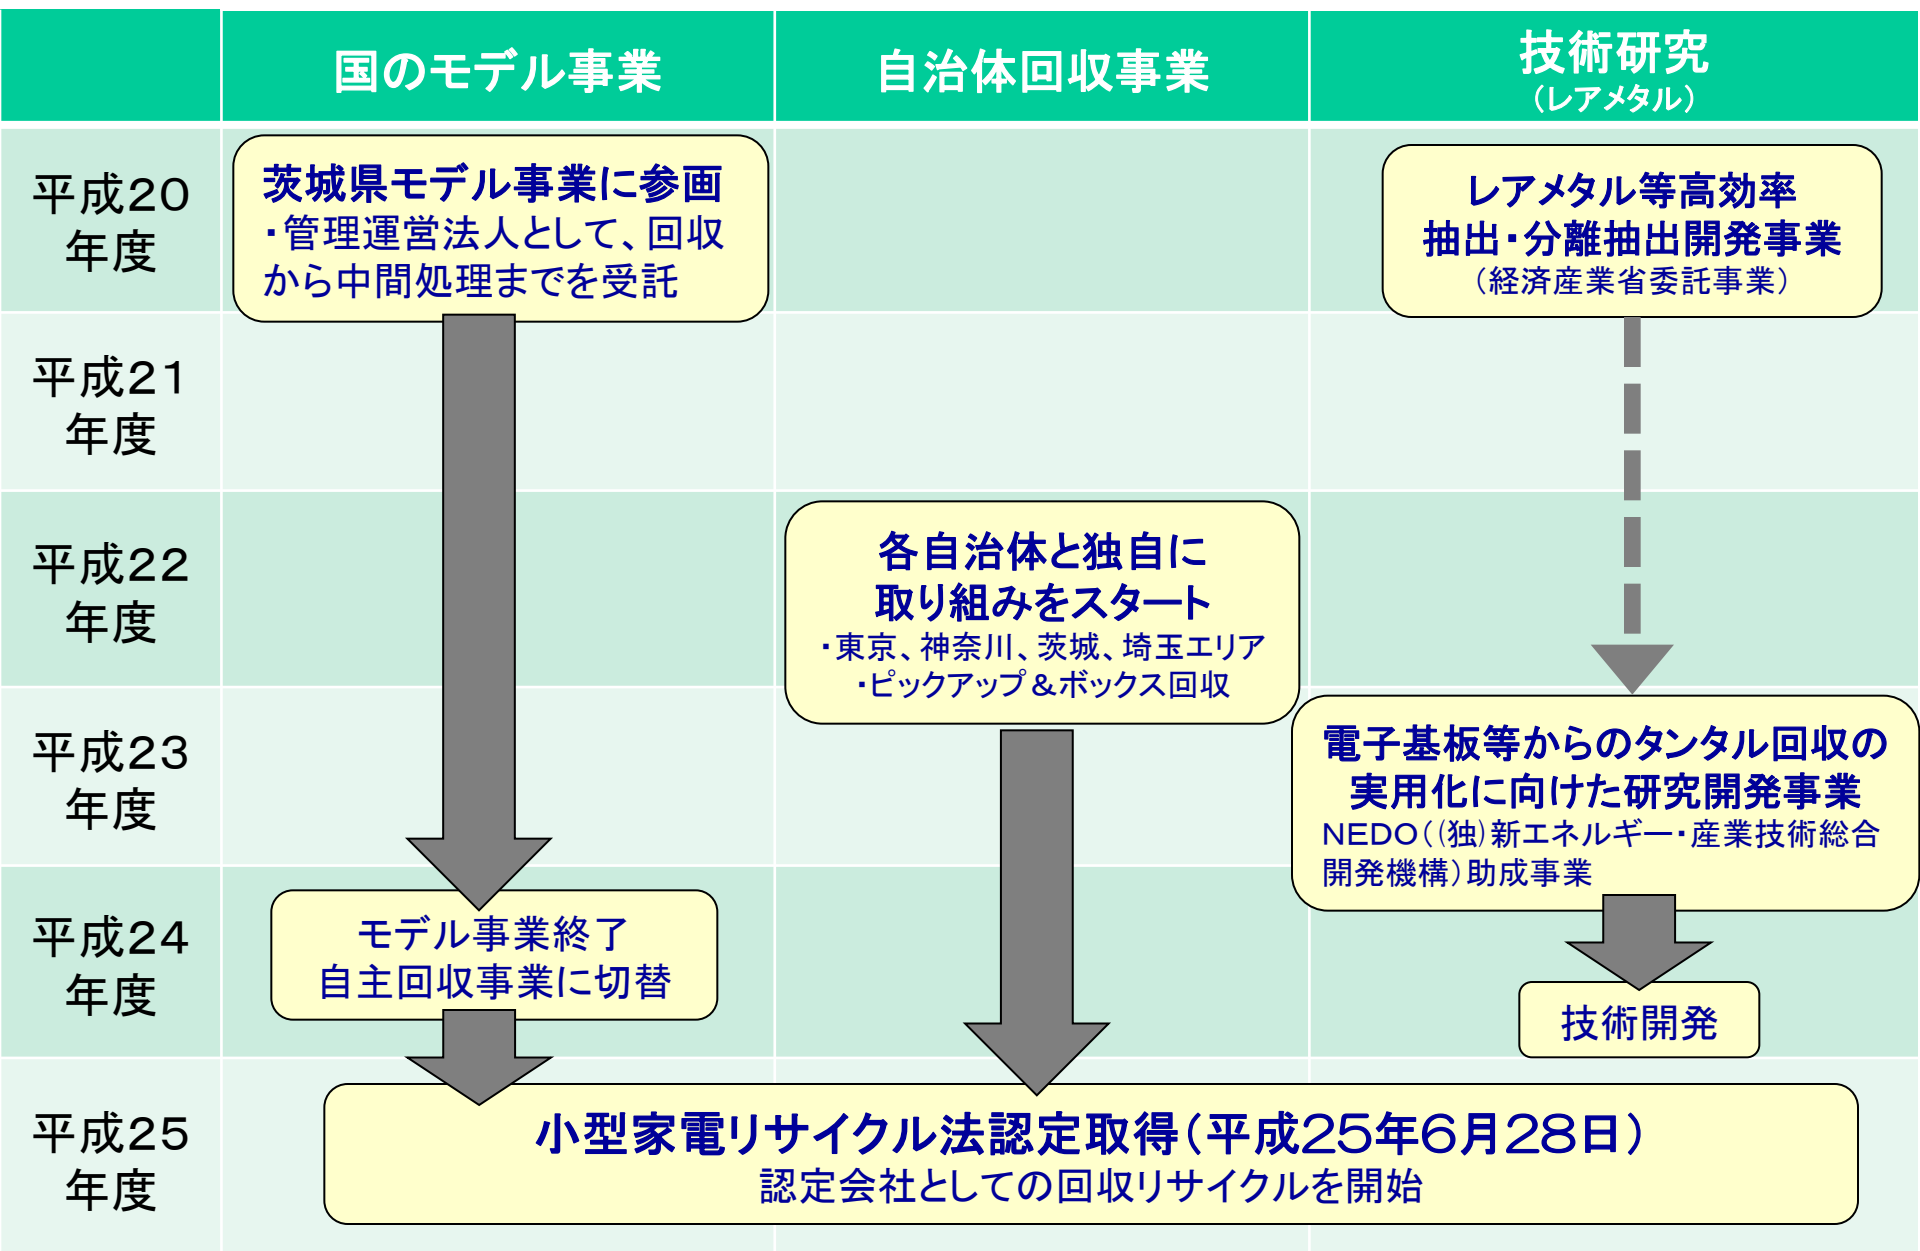 国のモデル事業
自治体回収事業
技術研究
（レアメタル）
平成２０
年度
茨城県モデル事業に参画
・管理運営法人として、回収
から中間処理までを受託
レアメタル等高効率
抽出・分離抽出開発事業
（経済産業省委託事業）
平成２１
年度
平成２２
年度
各自治体と独自に
取り組みをスタート
・東京、神奈川、茨城、埼玉エリア
・ピックアップ＆ボックス回収
平成２３
年度
電子基板等からのタンタル回収の
実用化に向けた研究開発事業
ＮＥＤＯ（（独）新エネルギー・産業技術総合
開発機構）助成事業
平成２４
年度
モデル事業終了
自主回収事業に切替
技術開発
平成２５
年度
小型家電リサイクル法認定取得（平成２５年６月２８日）
認定会社としての回収リサイクルを開始